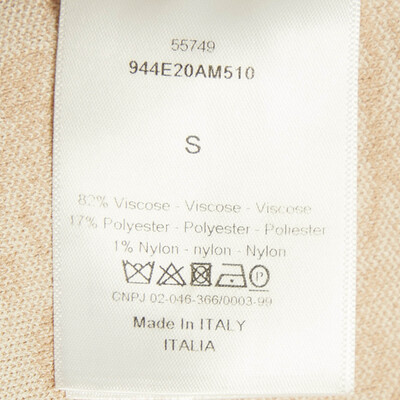 55749
944E20AM510
S
82% Viscose - Viscose - Viscose
17% Polyester - Polyester - Poliester
1% Nylon - nylon - Nylon
P
CNPJ 02-046-366/0003-99
Made in ITALY
ITALIA